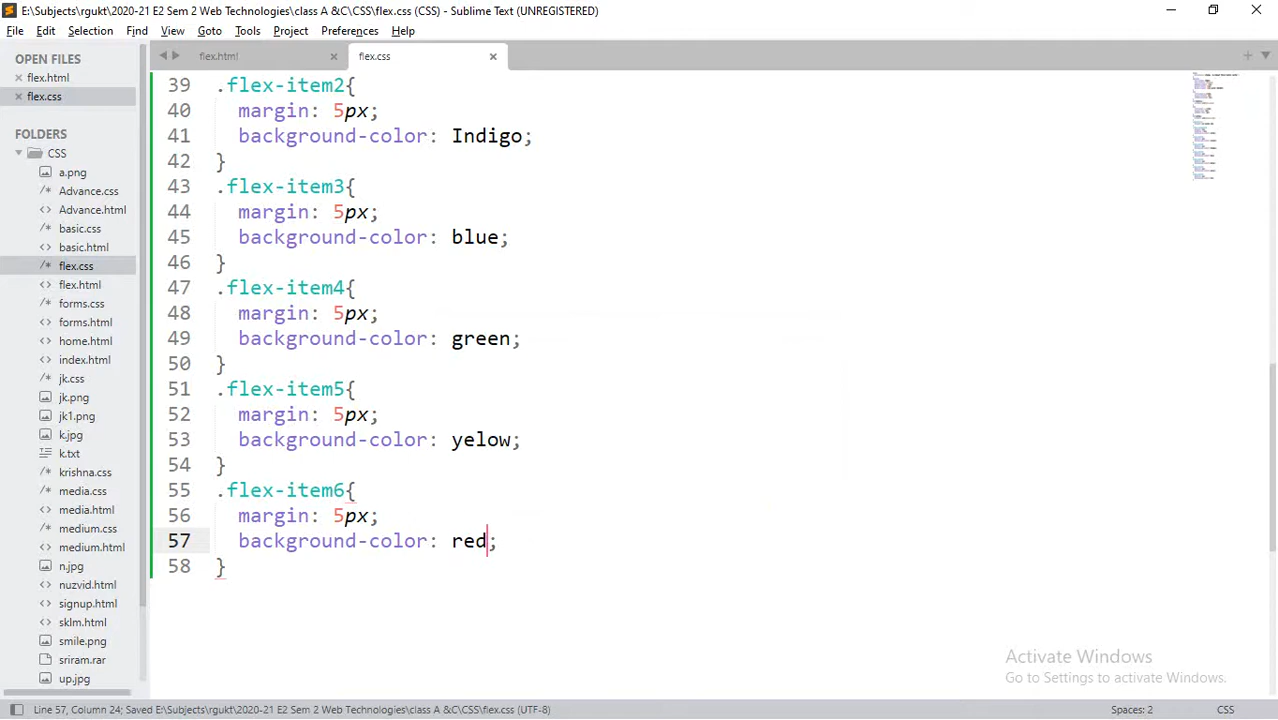 E:\Subjects\rgukt\2020-21 E2 Sem 2 Web Technologies\class A &C\CSS\flex.css (CSS) - Sublime Text (UNREGISTERED)
File Edit Selection Find View Goto Tools Project Preferences Help
OPEN FILES
flex.html
flex.css
FOLDERS
CSS
a.png
Advance.css
Advance.html
basic.css
basic.html
flex.css
flex.html
forms.css
forms.html
home.html
index.html
jk.css
jk.png
jk1.png
k.jpg
k.txt
krishna.css
media.css
media.html
medium.css
medium.html
n.jpg
nuzvid.html
signup.html
sklm.html
smile.png
sriram.rar
up.jpg
flex.html
flex.css
39 .flex-item2{
40 margin: 5px;
41 background-color: Indigo;
42 }
43 .flex-item3{
44 margin: 5px;
45 background-color: blue;
46 }
47 .flex-item4{
48 margin: 5px;
49 background-color: green;
50 }
51 .flex-item5{
52 margin: 5px;
53 background-color: yelow;
54 }
55 .flex-item6{
56 margin: 5px;
57 background-color: red;
58 }
Activate Windows
Go to Settings to activate Windows.
Line 57, Column 24; Saved E:\Subjects\rgukt\2020-21 E2 Sem 2 Web Technologies\class A &C\CSS\flex.css (UTF-8)
Spaces: 2
CSS